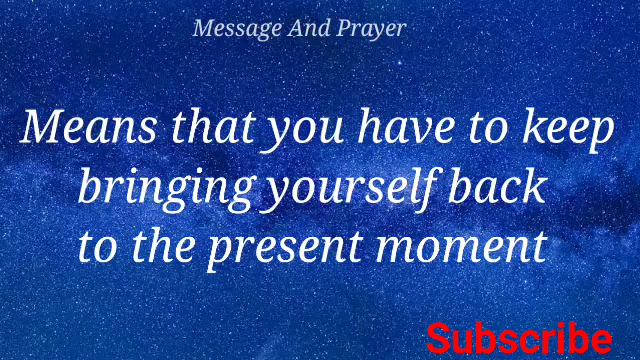 Message And Prayer
Means that you have to keep
bringing yourself back
to the present moment
Subscribe